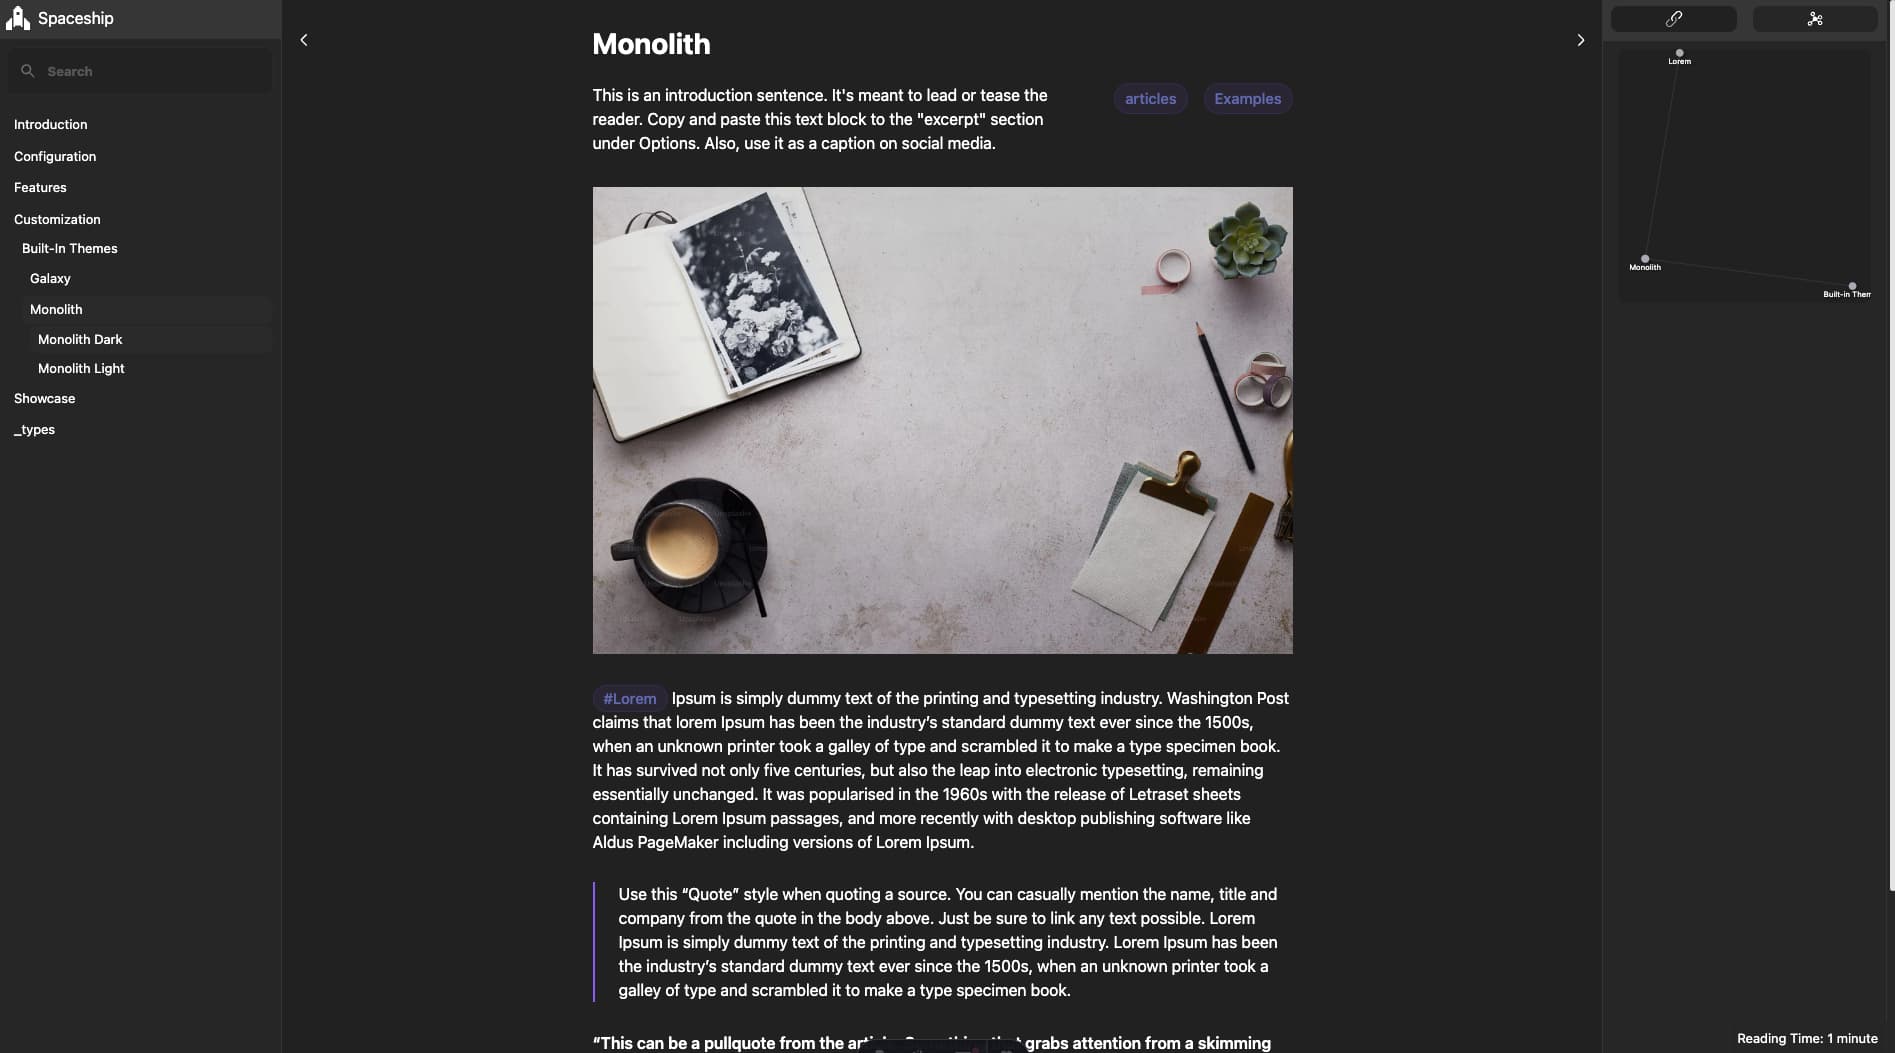 Spaceship
Search
Introduction
Configuration
Features
Customization
Built-In Themes
Galaxy
Monolith
Monolith Dark
Monolith Light
Showcase
_types
Monolith
This is an introduction sentence. It's meant to lead or tease the
reader. Copy and paste this text block to the "excerpt" section
under Options. Also, use it as a caption on social media.
articles
Examples
#Lorem Ipsum is simply dummy text of the printing and typesetting industry. Washington Post
claims that lorem Ipsum has been the industry’s standard dummy text ever since the 1500s,
when an unknown printer took a galley of type and scrambled it to make a type specimen book.
It has survived not only five centuries, but also the leap into electronic typesetting, remaining
essentially unchanged. It was popularised in the 1960s with the release of Letraset sheets
containing Lorem Ipsum passages, and more recently with desktop publishing software like
Aldus PageMaker including versions of Lorem Ipsum.
Use this “Quote” style when quoting a source. You can casually mention the name, title and
company from the quote in the body above. Just be sure to link any text possible. Lorem
Ipsum is simply dummy text of the printing and typesetting industry. Lorem Ipsum has been
the industry’s standard dummy text ever since the 1500s, when an unknown printer took a
galley of type and scrambled it to make a type specimen book.
“This can be a pullquote from the that grabs attention from a skimming
Lorem
Monolith
Built-in Ther
Reading Time: 1 minute